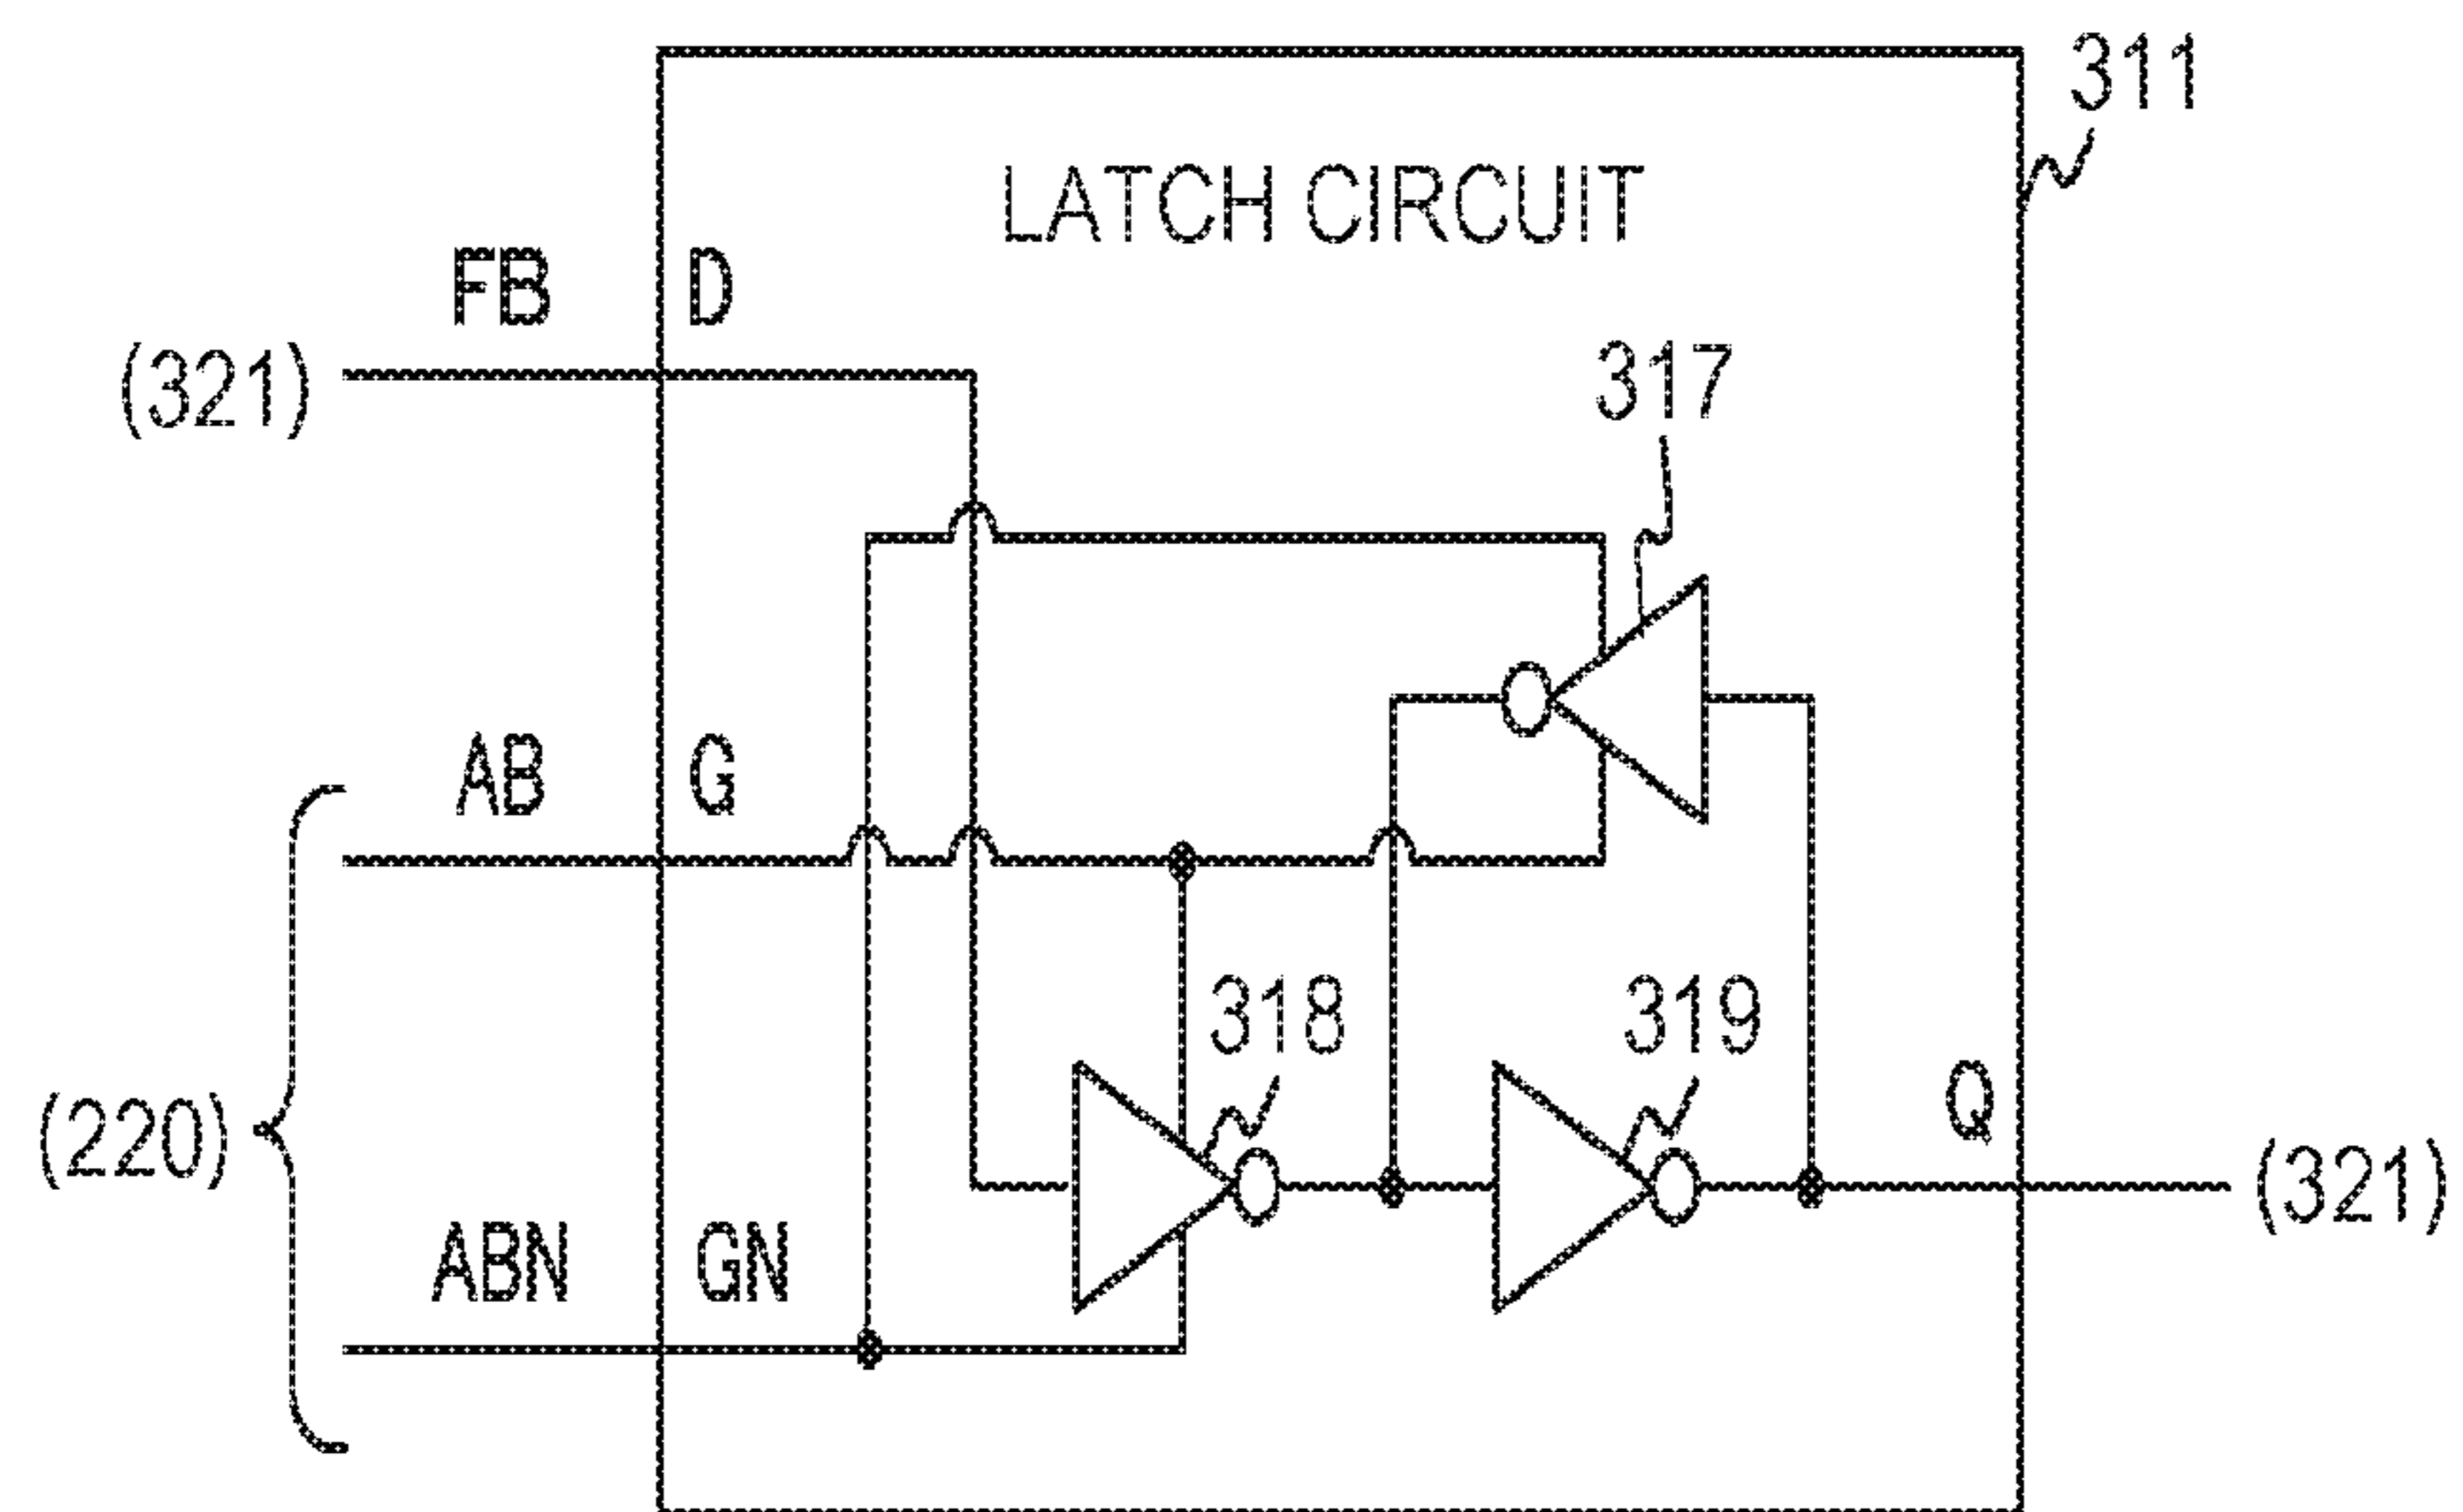 311
LATCH CIRCUIT
FB D
(321)
317
AB G
318 319
(220)
Q
(321)
ABN GN